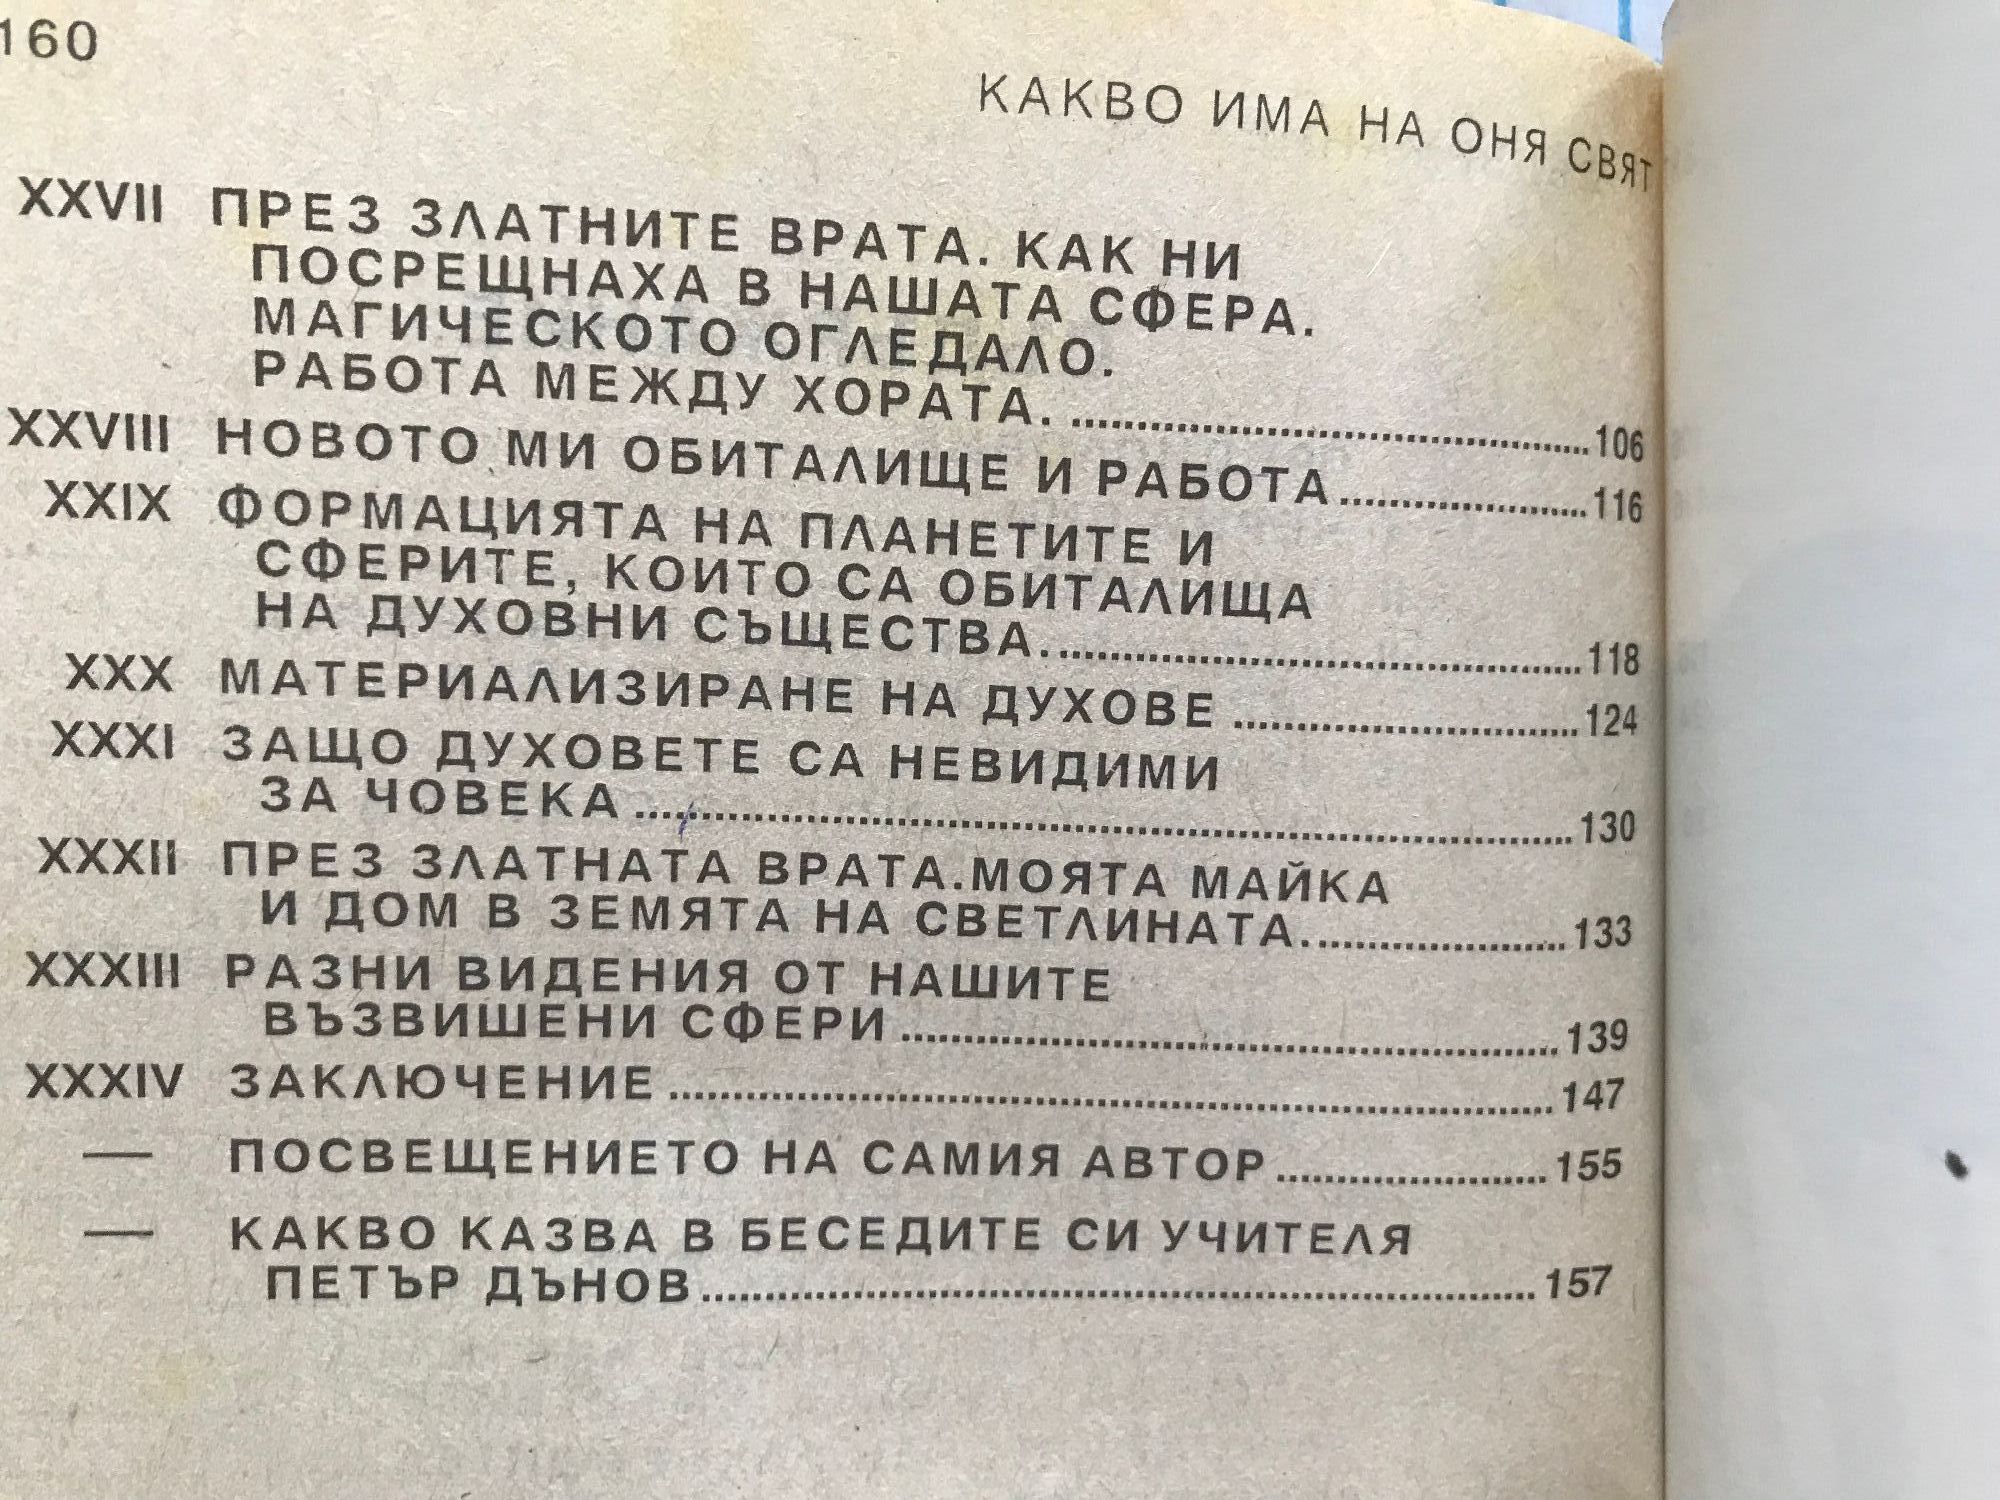 160
КАКВО ИМА НА ОНЯ СВЯТ
XXVII ПРЕЗ ЗЛАТНИТЕ ВРАТА. КАК НИ
ПОСРЕЩНАХА В НАШАТА СФЕРА.
МАГИЧЕСКОТО ОГЛЕДАЛО.
РАБОТА МЕЖДУ ХОРАТА. ........................................106
XXVIII НОВОТО МИ ОБИТАЛИЩЕ И РАБОТА........................116
XXIX ФОРМАЦИЯТА НА ПЛАНЕТИТЕ И
СФЕРИТЕ, КОИТО СА ОБИТАЛИЩА
НА ДУХОВНИ СЪЩЕСТВА. ........................................118
XXX МАТЕРИАЛИЗИРАНЕ НА ДУХОВЕ ................................124
XXXI ЗАЩО ДУХОВЕТЕ СА НЕВИДИМИ
ЗА ЧОВЕКА ........................................................130
XXXII ПРЕЗ ЗЛАТНАТА ВРАТА.МОЯТА МАЙКА
И ДОМ В ЗЕМЯТА НА СВЕТЛИНАТА. ........................133
XXXIII РАЗНИ ВИДЕНИЯ ОТ НАШИТЕ
ВЪЗВИШЕНИ СФЕРИ ................................................139
XXXIV ЗАКЛЮЧЕНИЕ ........................................................147
— ПОСВЕЩЕНИЕТО НА САМИЯ АВТОР........................155
— КАКВО КАЗВА В БЕСЕДИТЕ СИ УЧИТЕЛЯ
ПЕТЪР ДЪНОВ........................................................157